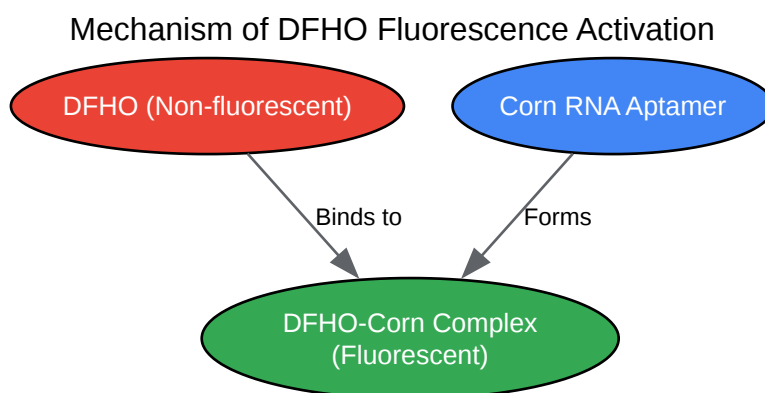 Mechanism of DFHO Fluorescence Activation
DFHO (Non-fluorescent)
Corn RNA Aptamer
Binds to
Forms
DFHO-Corn Complex
(Fluorescent)